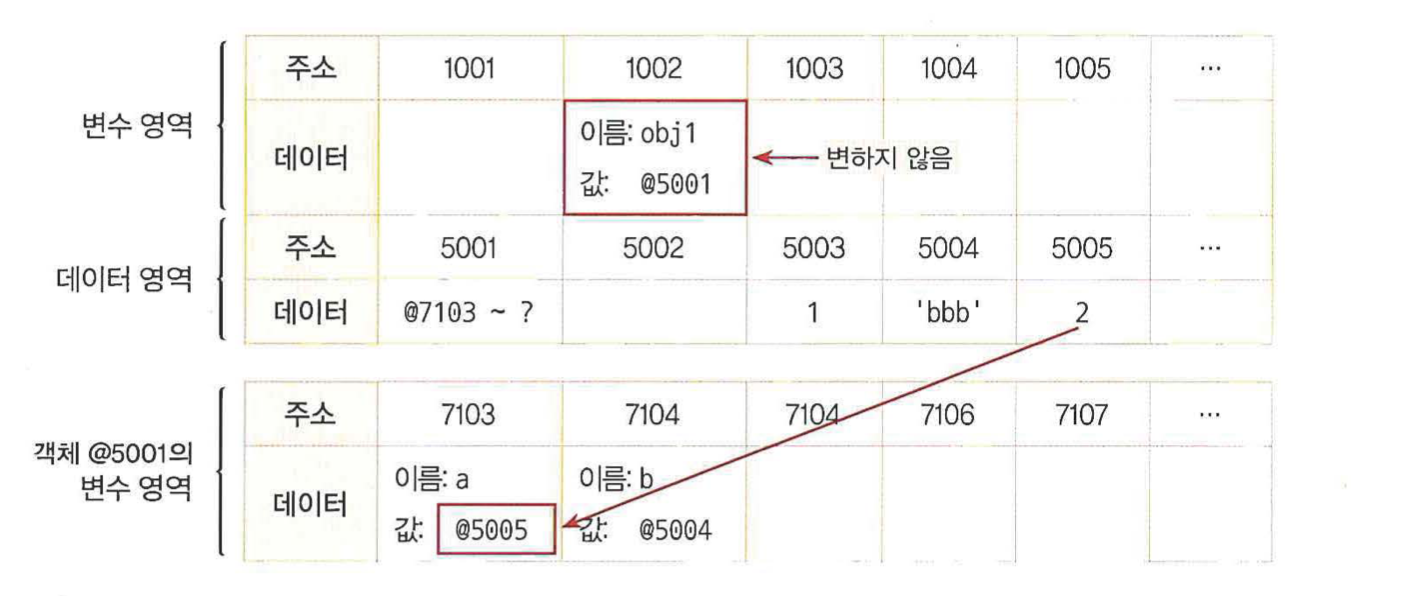 변수 영역
주소 1001 1002 1003 1004 1005 …
데이터
이름: obj1
값: @5001
변하지 않음
데이터 영역
주소 5001 5002 5003 5004 5005 …
데이터 @7103 ~ ? 1 'bbb' 2
객체 @5001의
변수 영역
주소 7103 7104 7104 7106 7107 …
데이터
이름: a 이름: b
값: @5005 값: @5004